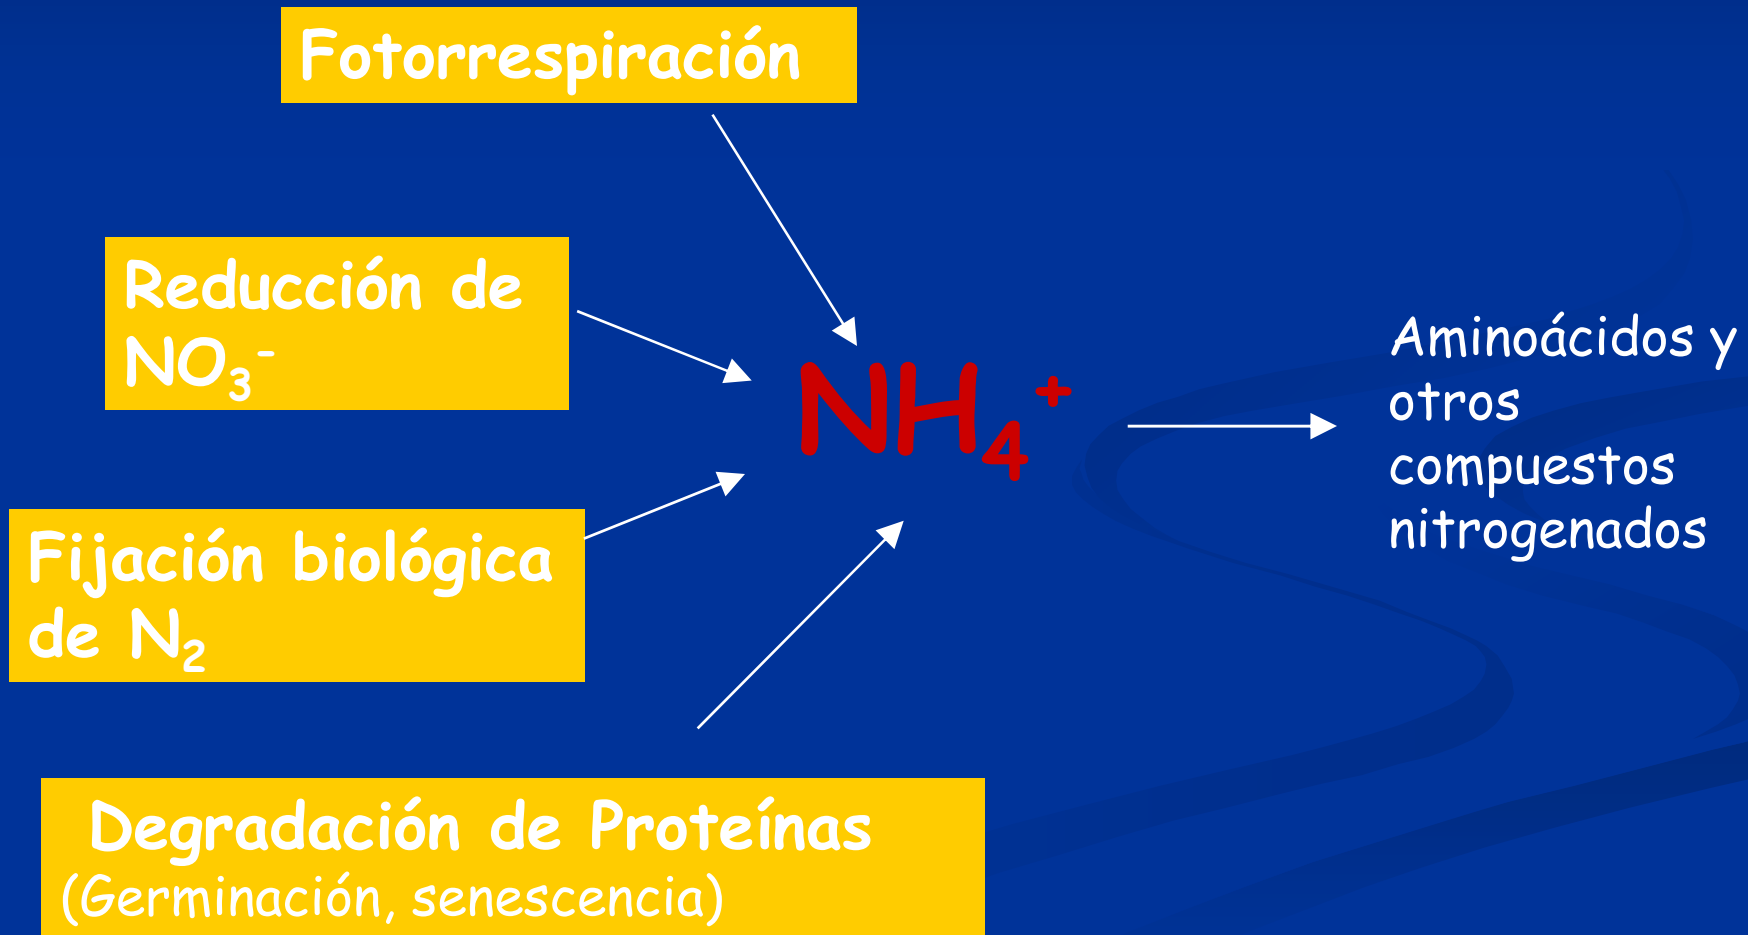 Fotorrespiración
Reducción de
NO₃⁻
NH₄⁺
Aminoácidos y
otros
compuestos
nitrogenados
Fijación biológica
de N₂
Degradación de Proteínas
(Germinación, senescencia)